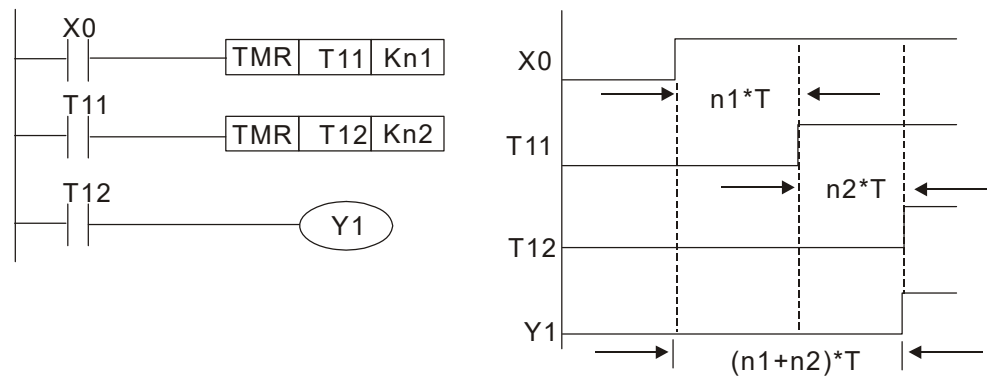 X0
TMR T11 Kn1
T11
TMR T12 Kn2
T12
Y1
X0
n1*T
T11
n2*T
T12
Y1
(n1+n2)*T